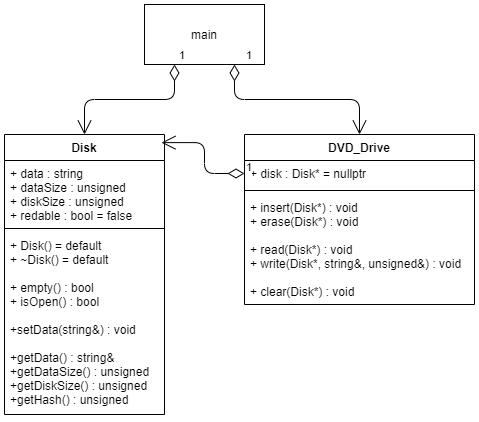 main
1
1
Disk
+ data : string
+ dataSize : unsigned
+ diskSize : unsigned
+ redable : bool = false
+ Disk() = default
+ ~Disk() = default
+ empty() : bool
+ isOpen() : bool
+setData(string&) : void
+getData() : string&
+getDataSize() : unsigned
+getDiskSize() : unsigned
+getHash() : unsigned
DVD_Drive
1
+ disk : Disk* = nullptr
+ insert(Disk*) : void
+ erase(Disk*) : void
+ read(Disk*) : void
+ write(Disk*, string&, unsigned&) : void
+ clear(Disk*) : void